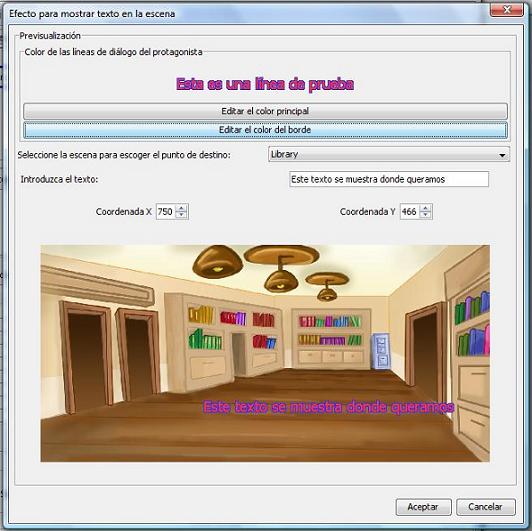 Efecto para mostrar texto en la escena
Previsualización
Color de las líneas de diálogo del protagonista
Esta es una línea de prueba
Editar el color principal
Editar el color del borde
Seleccione la escena para escoger el punto de destino: Library
Introduzca el texto: Este texto se muestra donde queramos
Coordenada X 750 Coordenada Y 466
Este texto se muestra donde queramos
Aceptar Cancelar